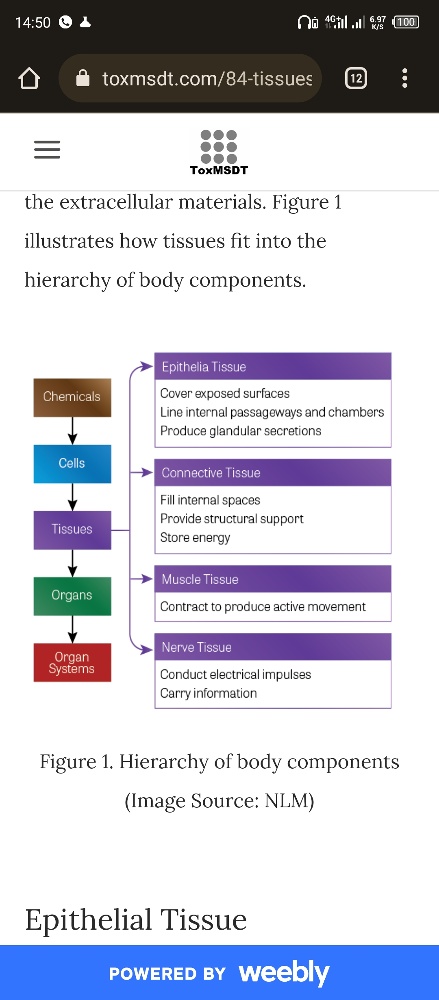 14:50
4G+
6.97
K/S
100
toxmsdt.com/84-tissues
12
ToxMSDT
the extracellular materials. Figure 1
illustrates how tissues fit into the
hierarchy of body components.
Chemicals
Cells
Tissues
Organs
Organ
Systems
Epithelia Tissue
Cover exposed surfaces
Line internal passageways and chambers
Produce glandular secretions
Connective Tissue
Fill internal spaces
Provide structural support
Store energy
Muscle Tissue
Contract to produce active movement
Nerve Tissue
Conduct electrical impulses
Carry information
Figure 1. Hierarchy of body components
(Image Source: NLM)
Epithelial Tissue
POWERED BY weebly